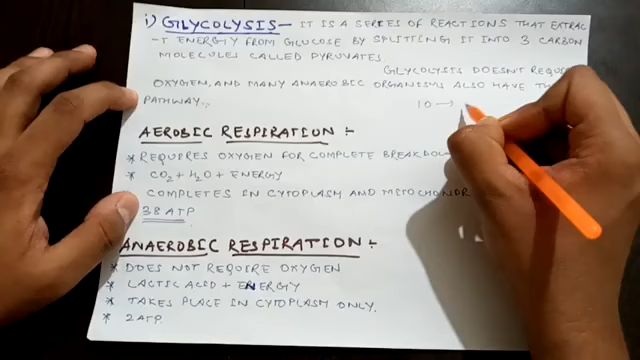 i) GLYCOLYSIS - IT IS A SERIES OF REACTIONS THAT EXTRAC
-T ENERGY FROM GLUCOSE BY SPLITTING IT INTO 3 CARBON
MOLECULES CALLED PYRUVATES.
GLYCOLYSIS DOESN'T REQU
OXYGEN, AND MANY ANAEROBIC ORGANISMS ALSO HAVE
PATHWAY.
10 →
AEROBIC RESPIRATION :-
* REQUIRES OXYGEN FOR COMPLETE BREAKDOW
* CO2 + H2O + ENERGY
COMPLETES IN CYTOPLASM AND MITOCHONDR
38 ATP
ANAEROBIC RESPIRATION :-
* DOES NOT REQUIRE OXYGEN
* LACTIC ACID + ENERGY
* TAKES PLACE IN CYTOPLASM ONLY.
* 2 ATP.